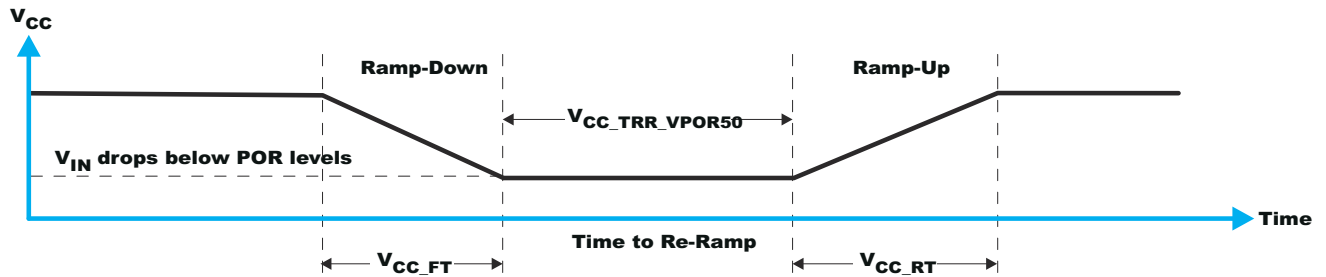 VCC
Ramp-Down
Ramp-Up
VCC_TRR_VPOR50
VIN drops below POR levels
Time
Time to Re-Ramp
VCC_FT
VCC_RT